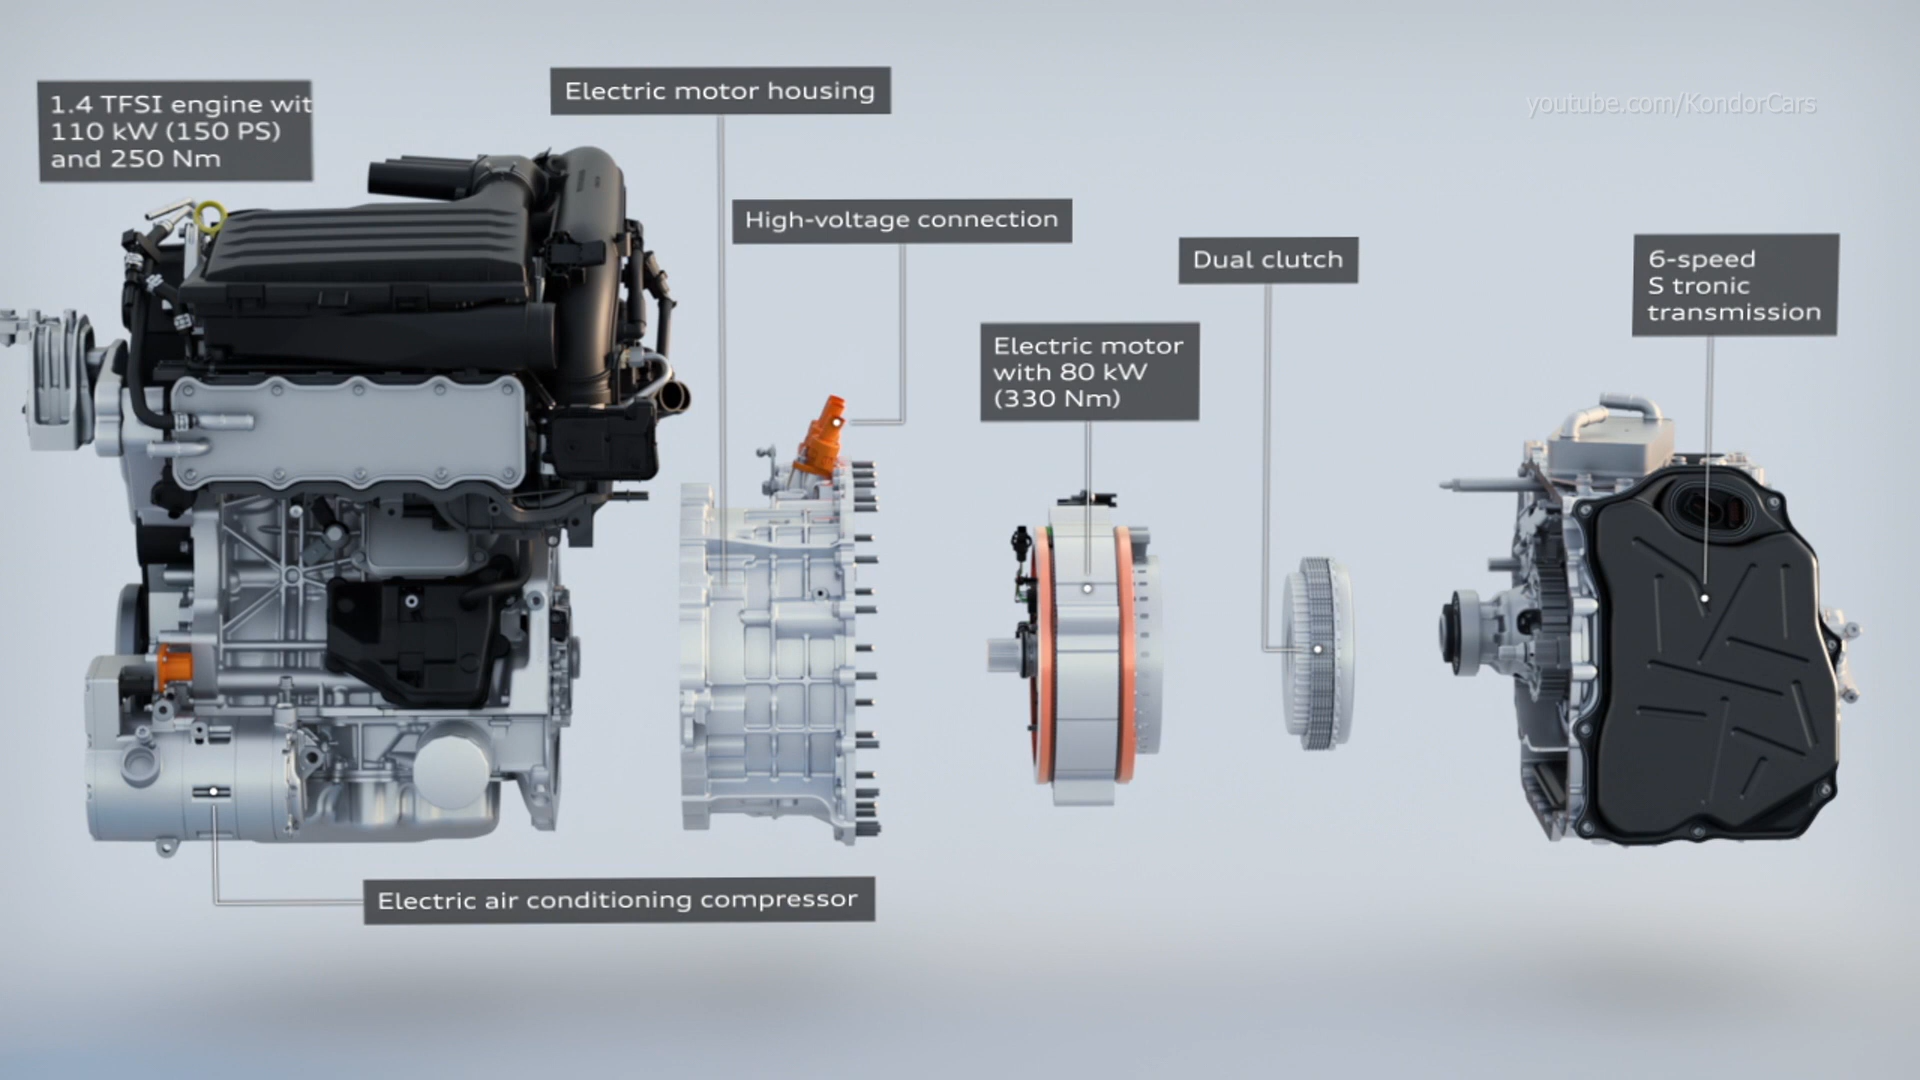 1.4 TFSI engine wit
110 kW (150 PS)
and 250 Nm
Electric motor housing
youtube.com/KondorCars
High-voltage connection
Dual clutch
6-speed
S tronic
transmission
Electric motor
with 80 kW
(330 Nm)
Electric air conditioning compressor